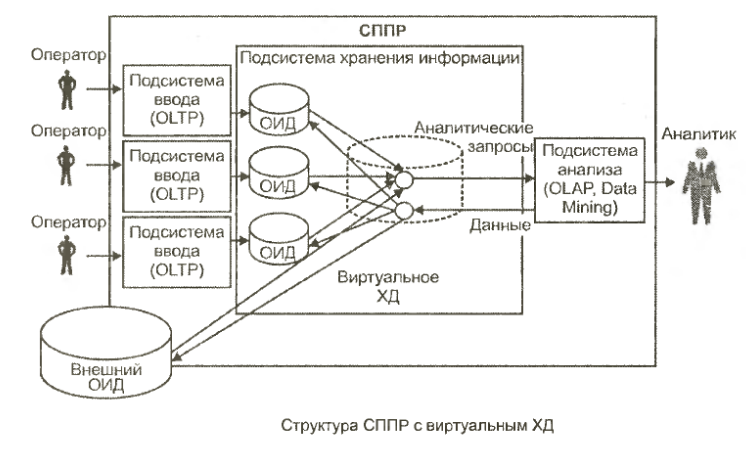 СППР
Оператор
Подсистема хранения информации
Подсистема
ввода
(OLTP)
ОИД
Оператор
Аналитические
запросы
Аналитик
Подсистема
ввода
(OLTP)
ОИД
Подсистема
анализа
(OLAP, Data
Mining)
Оператор
Подсистема
ввода
(OLTP)
ОИД
Данные
Виртуальное
ХД
Внешний
ОИД
Структура СППР с виртуальным ХД